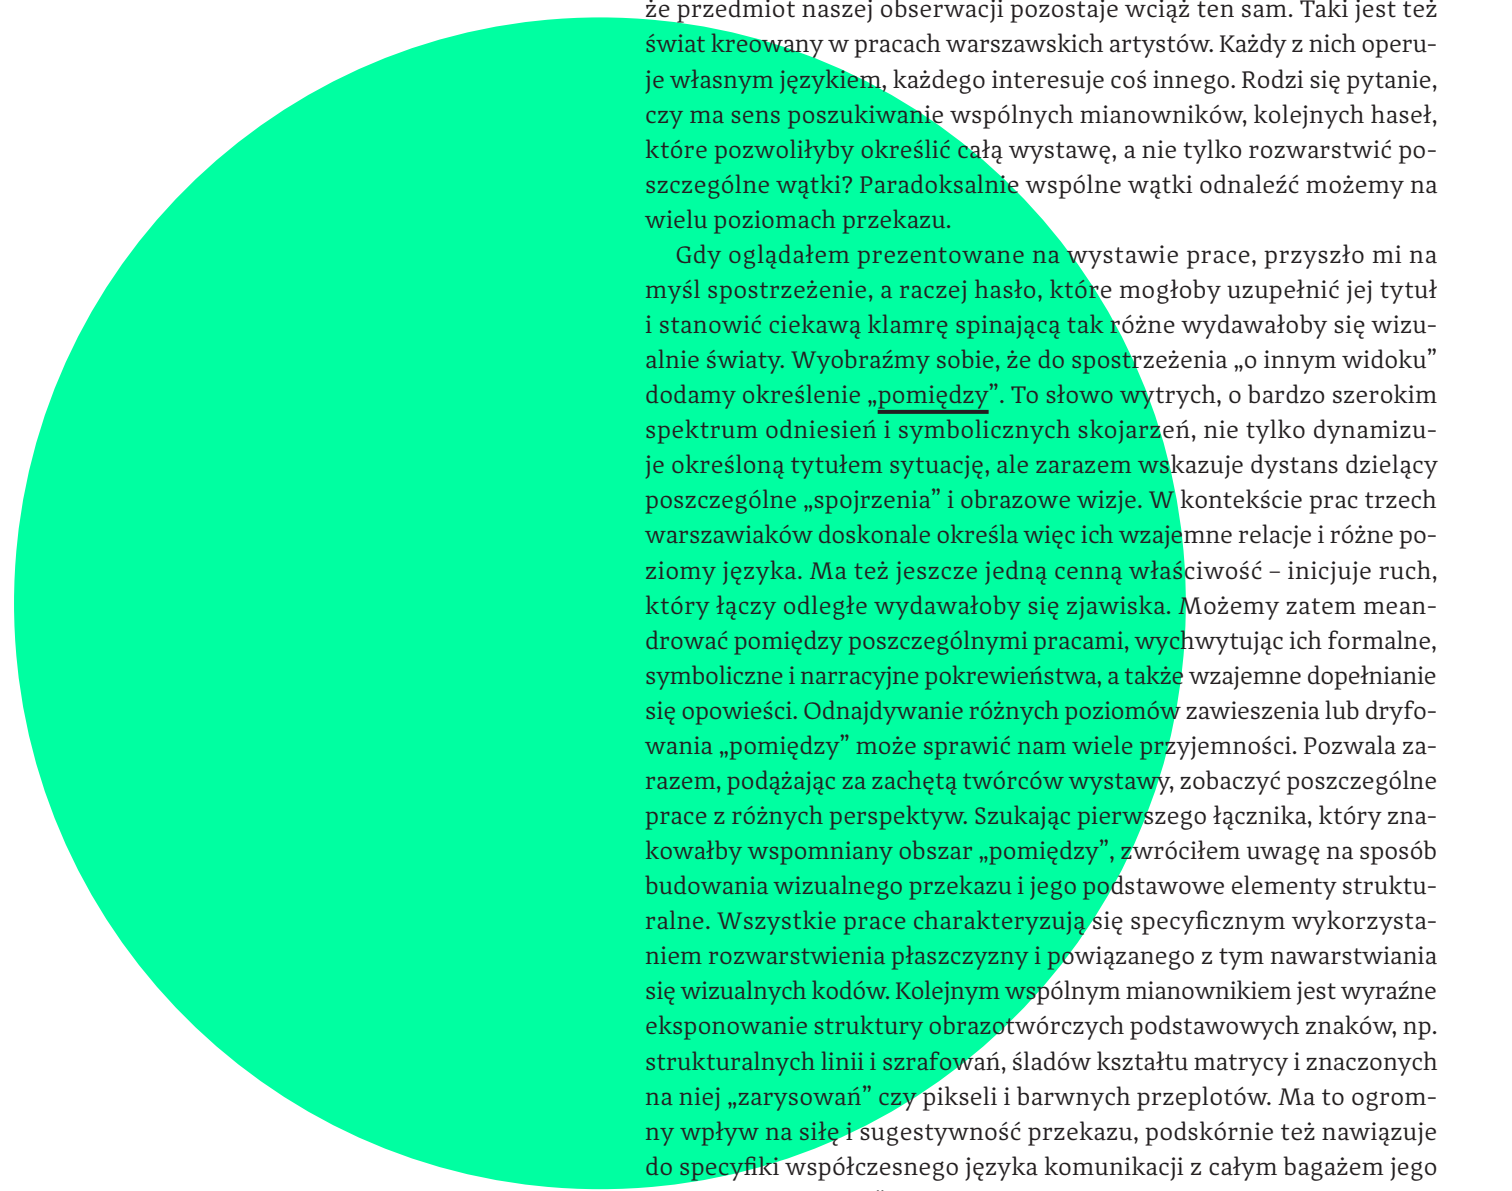 że przedmiot naszej obserwacji pozostaje wciąż ten sam. Taki jest też
świat kreowany w pracach warszawskich artystów. Każdy z nich operu-
je własnym językiem, każdego interesuje coś innego. Rodzi się pytanie,
czy ma sens poszukiwanie wspólnych mianowników, kolejnych haseł,
które pozwoliłyby określić całą wystawę, a nie tylko rozwarstwić po-
szczególne wątki? Paradoksalnie wspólne wątki odnaleźć możemy na
wielu poziomach przekazu.
Gdy oglądałem prezentowane na wystawie prace, przyszło mi na
myśl spostrzeżenie, a raczej hasło, które mogłoby uzupełnić jej tytuł
i stanowić ciekawą klamrę spinającą tak różne wydawałoby się wizu-
alnie światy. Wyobraźmy sobie, że do spostrzeżenia „o innym widoku”
dodamy określenie „pomiędzy”. To słowo wytrych, o bardzo szerokim
spektrum odniesień i symbolicznych skojarzeń, nie tylko dynamizu-
je określoną tytułem sytuację, ale zarazem wskazuje dystans dzielący
poszczególne „spojrzenia” i obrazowe wizje. W kontekście prac trzech
warszawiaków doskonale określa więc ich wzajemne relacje i różne po-
ziomy języka. Ma też jeszcze jedną cenną właściwość – inicjuje ruch,
który łączy odległe wydawałoby się zjawiska. Możemy zatem mean-
drować pomiędzy poszczególnymi pracami, wychwytując ich formalne,
symboliczne i narracyjne pokrewieństwa, a także wzajemne dopełnianie
się opowieści. Odnajdywanie różnych poziomów zawieszenia lub dryfo-
wania „pomiędzy” może sprawić nam wiele przyjemności. Pozwala za-
razem, podążając za zachętą twórców wystawy, zobaczyć poszczególne
prace z różnych perspektyw. Szukając pierwszego łącznika, który zna-
kowałby wspomniany obszar „pomiędzy”, zwróciłem uwagę na sposób
budowania wizualnego przekazu i jego podstawowe elementy struktu-
ralne. Wszystkie prace charakteryzują się specyficznym wykorzysta-
niem rozwarstwienia płaszczyzny i powiązanego z tym nawarstwiania
się wizualnych kodów. Kolejnym wspólnym mianownikiem jest wyraźne
eksponowanie struktury obrazotwórczych podstawowych znaków, np.
strukturalnych linii i szrafowań, śladów kształtu matrycy i znaczonych
na niej „zarysowań” czy pikseli i barwnych przeplotów. Ma to ogrom-
ny wpływ na siłę i sugestywność przekazu, podskórnie też nawiązuje
do specyfiki współczesnego języka komunikacji z całym bagażem jego